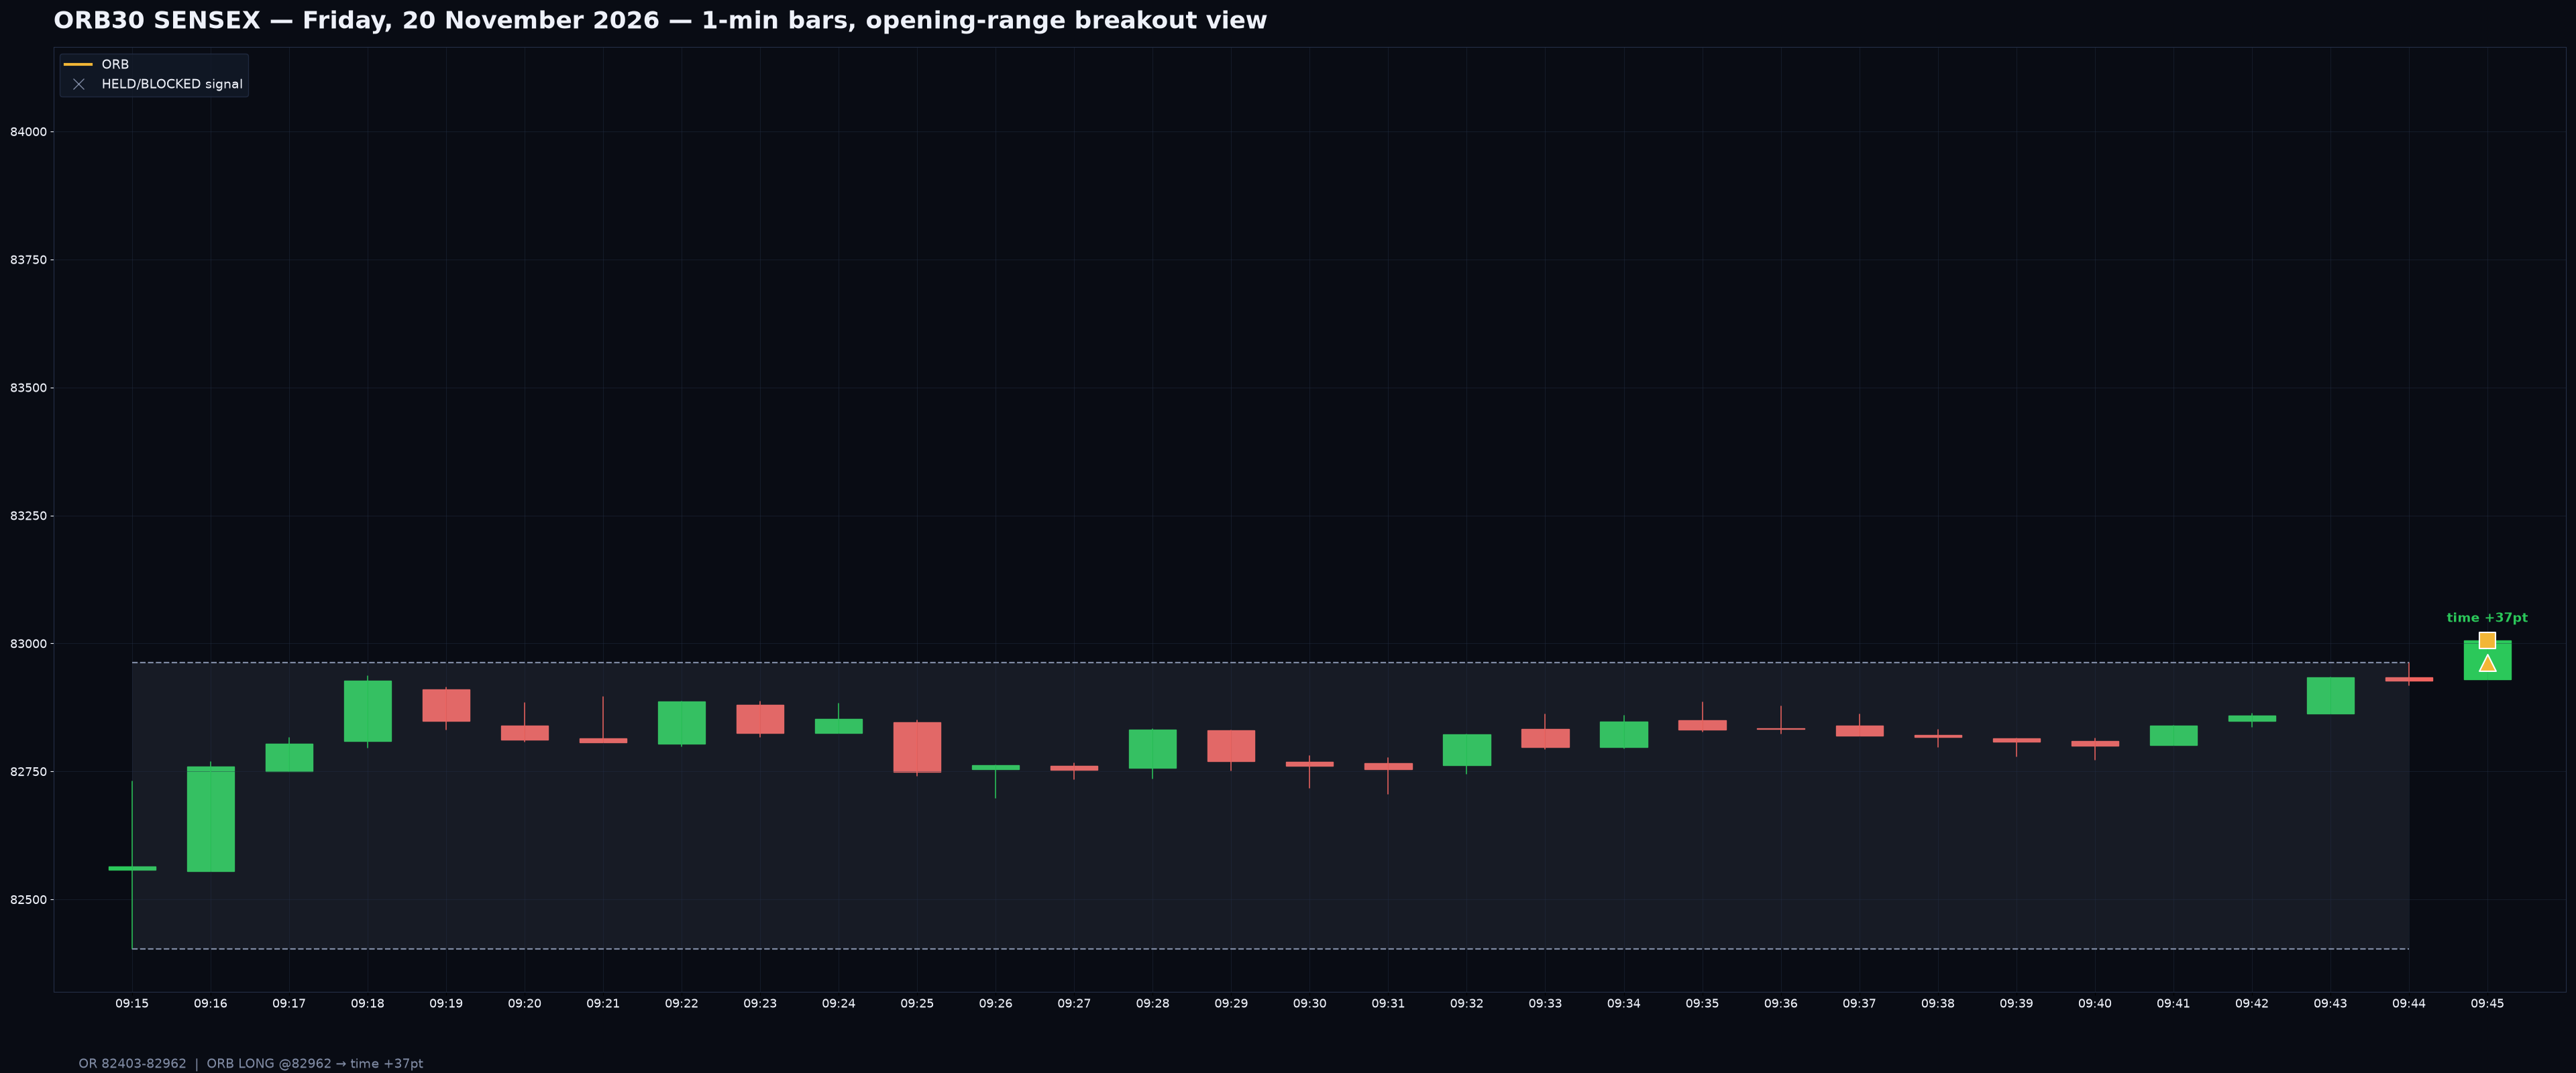 ORB30 SENSEX — Friday, 20 November 2026 — 1-min bars, opening-range breakout view
ORB
HELD/BLOCKED signal
84000
83750
83500
83250
83000
82750
82500
time +37pt
09:15 09:16 09:17 09:18 09:19 09:20 09:21 09:22 09:23 09:24 09:25 09:26 09:27 09:28 09:29 09:30 09:31 09:32 09:33 09:34 09:35 09:36 09:37 09:38 09:39 09:40 09:41 09:42 09:43 09:44 09:45
OR 82403-82962 | ORB LONG @82962 → time +37pt